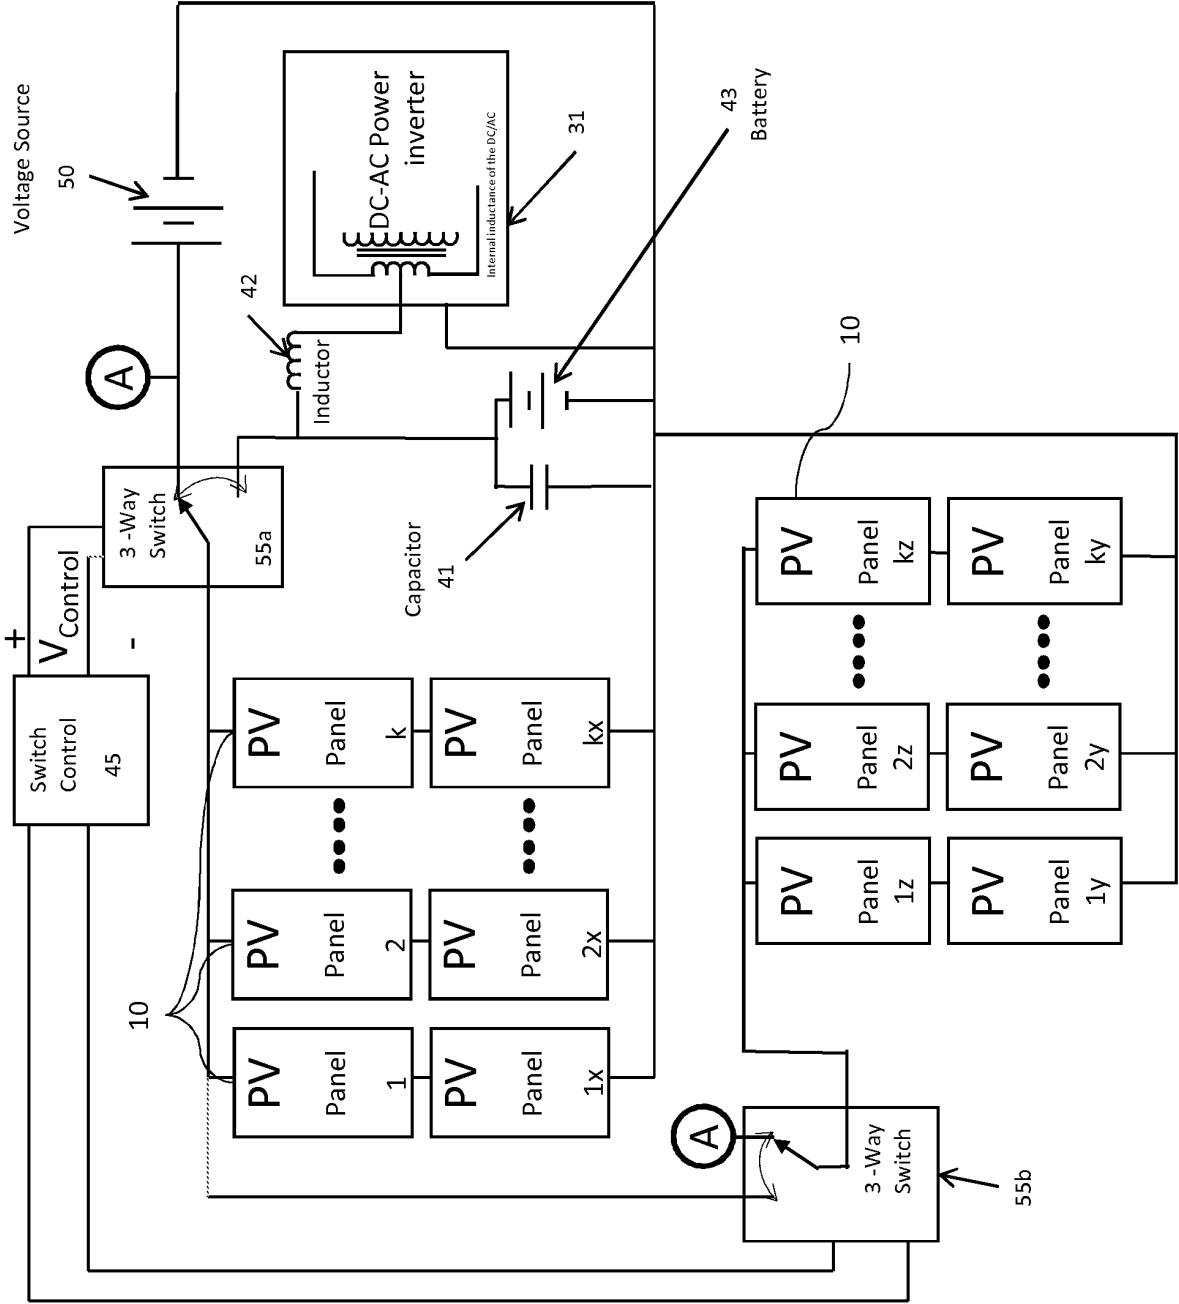 Voltage Source
50
A
+
V Control
-
Switch
Control
45
3 -Way
Switch
55a
42
Inductor
DC-AC Power
inverter
Internal inductance of the DC/AC
31
43
Battery
Capacitor
41
10
PV
Panel
1
PV
Panel
2
PV
Panel
k
PV
Panel
1x
PV
Panel
2x
PV
Panel
kx
10
PV
Panel
1z
PV
Panel
2z
PV
Panel
kz
PV
Panel
1y
PV
Panel
2y
PV
Panel
ky
A
3 -Way
Switch
55b